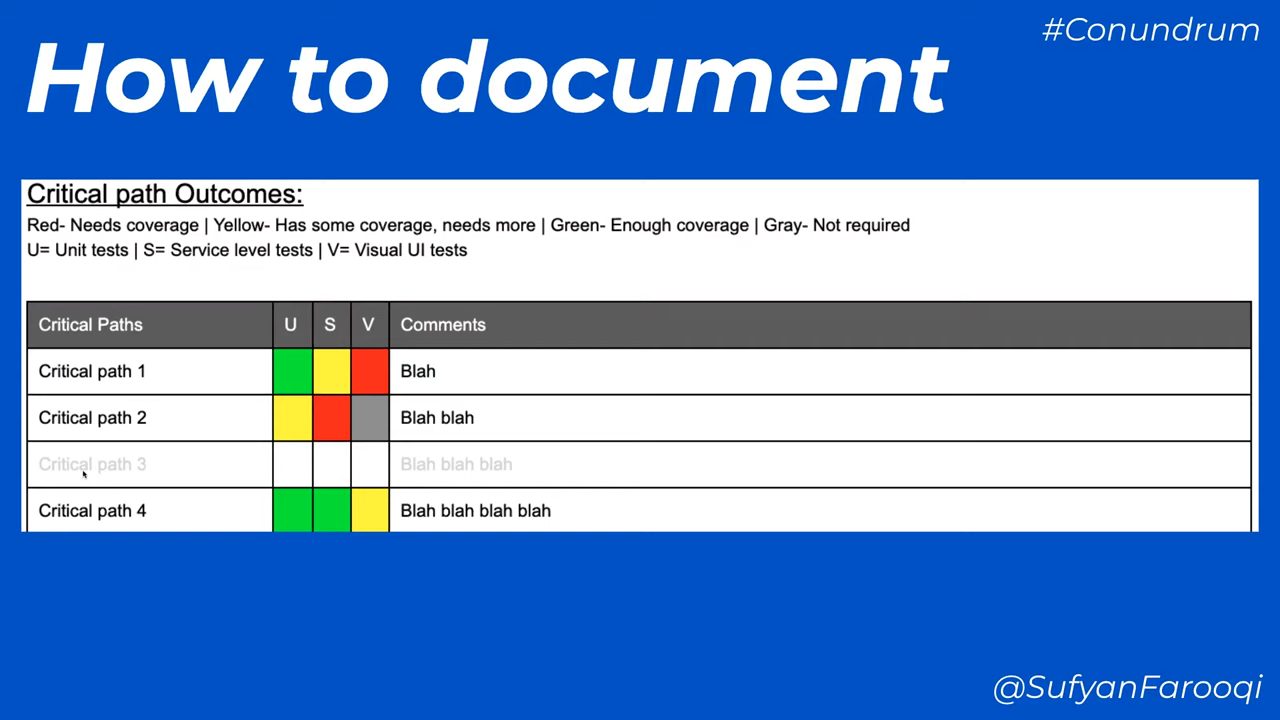 #Conundrum
How to document
Critical path Outcomes:
Red- Needs coverage | Yellow- Has some coverage, needs more | Green- Enough coverage | Gray- Not required
U= Unit tests | S= Service level tests | V= Visual UI tests
Critical Paths U S V Comments
Critical path 1 Blah
Critical path 2 Blah blah
Critical path 3 Blah blah blah
Critical path 4 Blah blah blah blah
@SufyanFarooqi